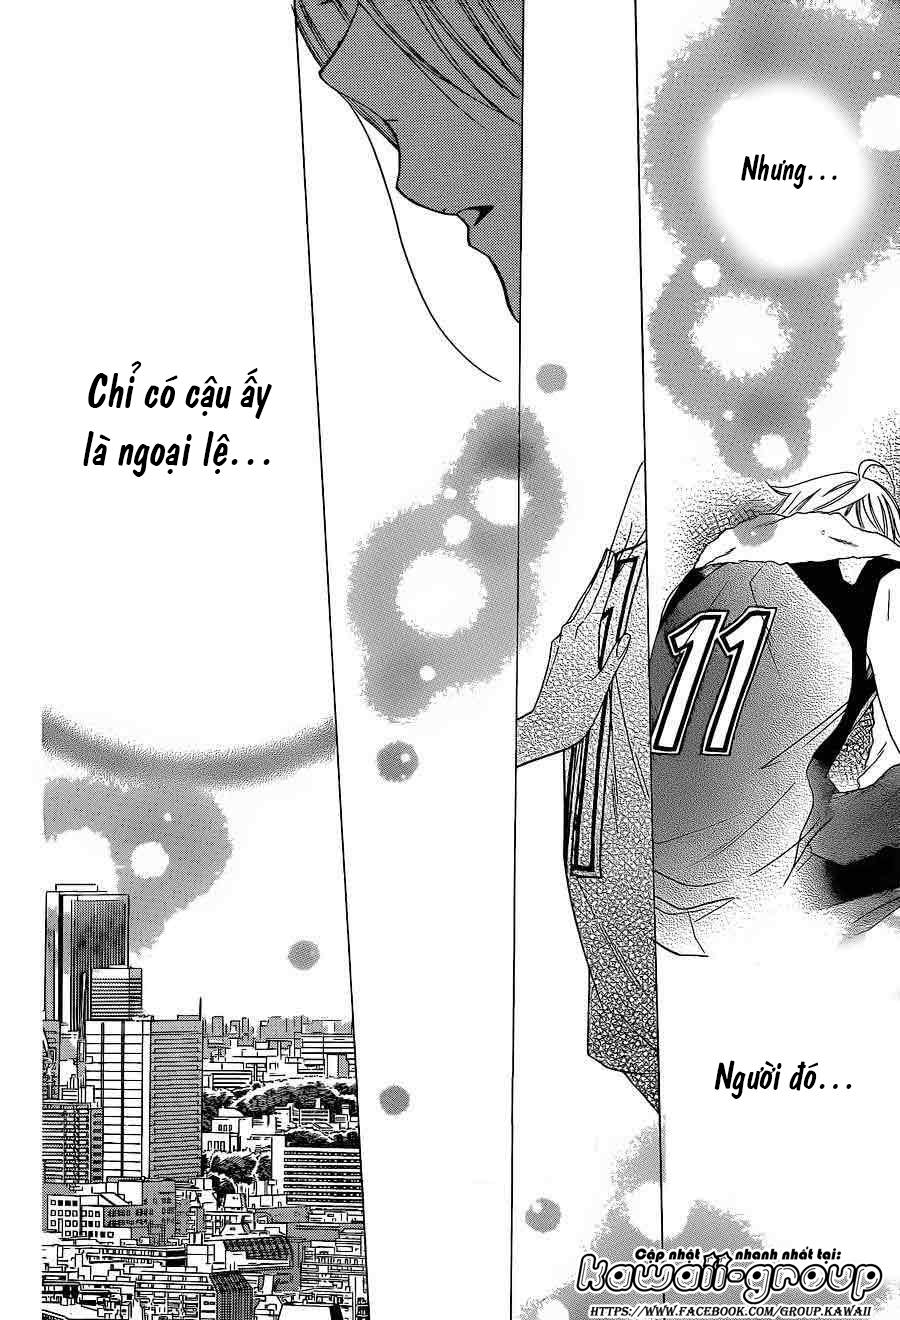 Nhưng...
Người đó...
Chỉ có cậu ấy
là ngoại lệ...
11
Cập nhật nhanh nhất tại:
kawaii-group
HTTPS://WWW.FACEBOOK.COM/GROUP.KAWAII